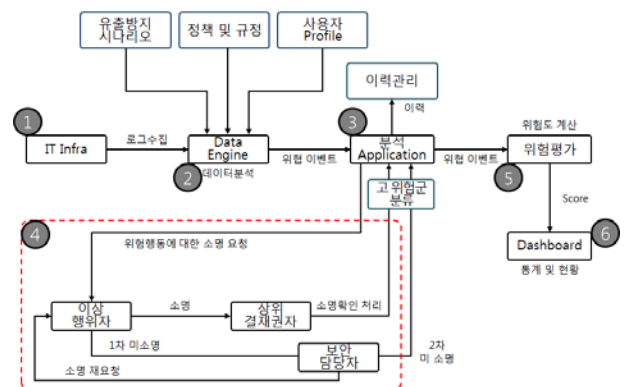 유출방지
시나리오
정책 및 규정
사용자
Profile
이력관리
이력
1
IT Infra
로그수집
Data
Engine
2
데이터분석
위협 이벤트
3
분석
Application
위협 이벤트
위험도 계산
위험평가
5
고 위험군
분류
Score
4
위험행동에 대한 소명 요청
Dashboard
6
통계 및 현황
이상
행위자
소명
상위
결재권자
소명확인 처리
1차 미소명
보안
담당자
2차
미 소명
소명 재요청